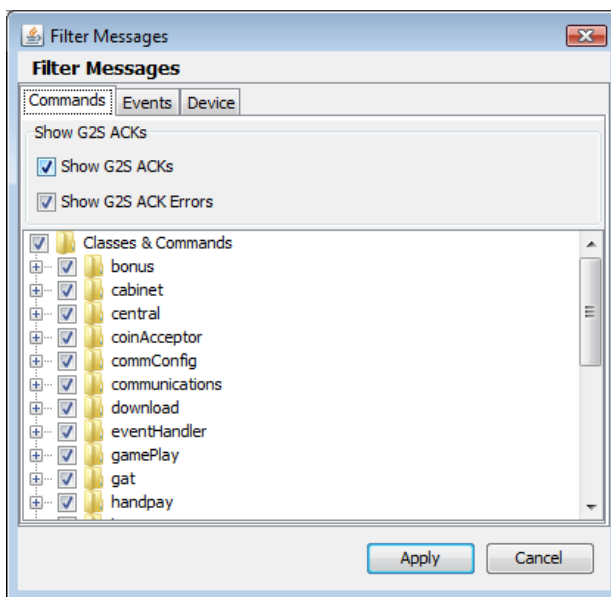 Filter Messages
Filter Messages
Commands Events Device
Show G2S ACKs
Show G2S ACKs
Show G2S ACK Errors
Classes & Commands
bonus
cabinet
central
coinAcceptor
commConfig
communications
download
eventHandler
gamePlay
gat
handpay
Apply Cancel